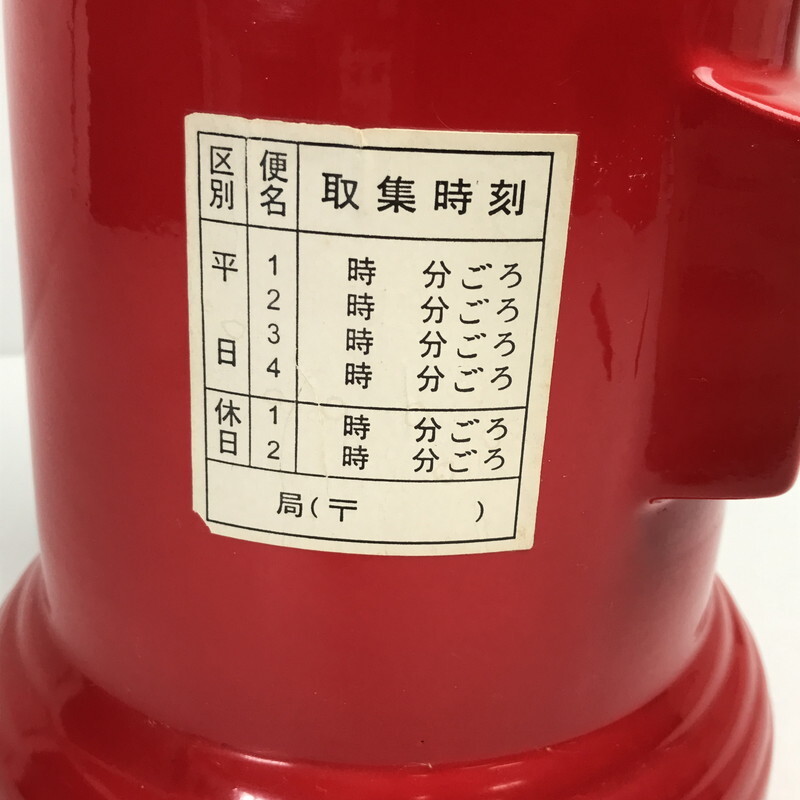 区別 便名 取集時刻
平日 1 時 分ごろ
2 時 分ごろ
3 時 分ごろ
4 時 分ごろ
休日 1 時 分ごろ
2 時 分ごろ
局(〒 )